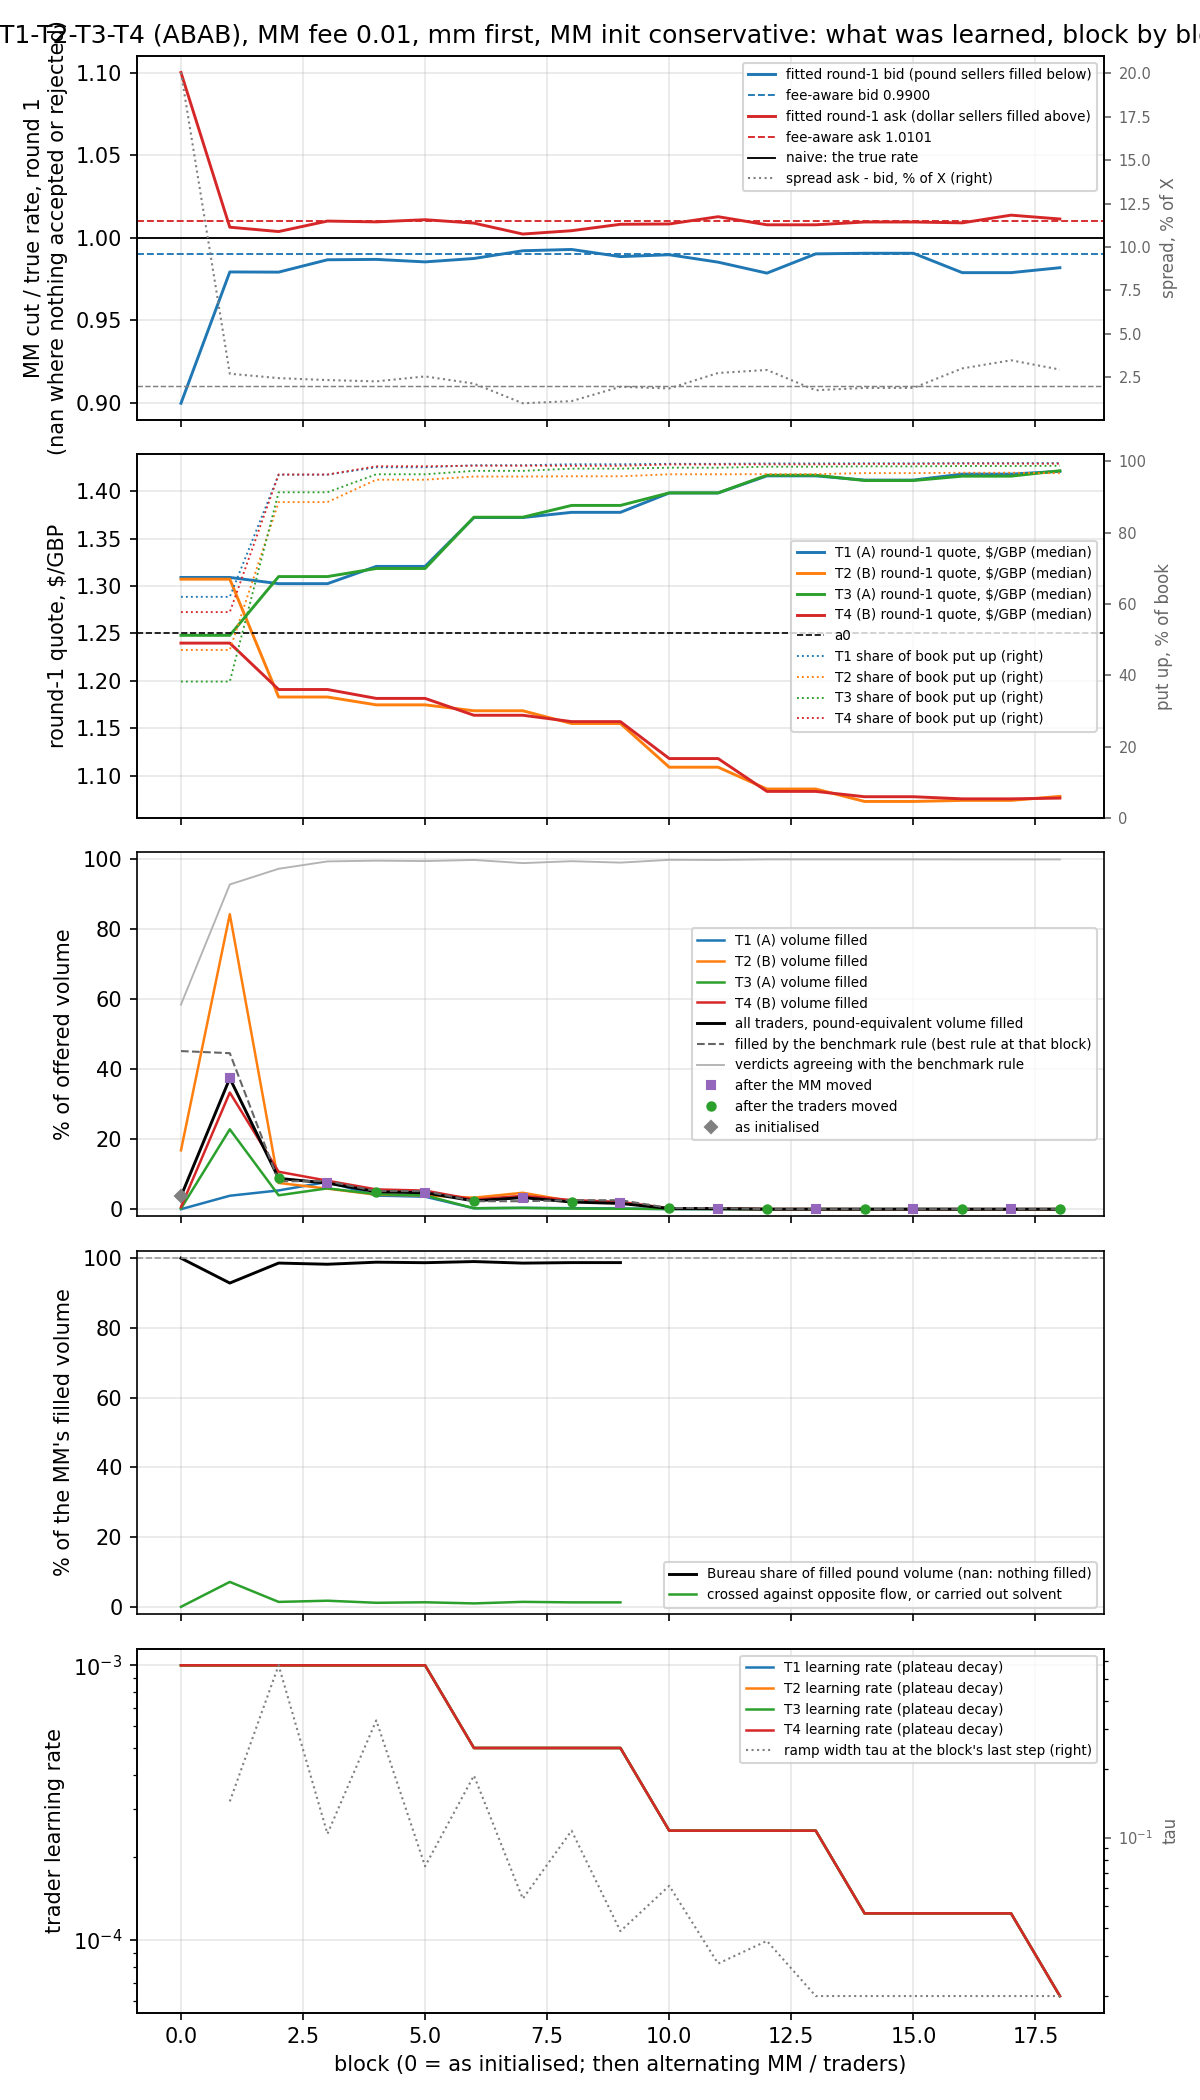 T1-T2-T3-T4 (ABAB), MM fee 0.01, mm first, MM init conservative: what was learned, block by bl
MM cut / true rate, round 1
(nan where nothing accepted or rejected)
1.10
1.05
1.00
0.95
0.90
fitted round-1 bid (pound sellers filled below)
fee-aware bid 0.9900
fitted round-1 ask (dollar sellers filled above)
fee-aware ask 1.0101
naive: the true rate
spread ask - bid, % of X (right)
20.0
17.5
15.0
12.5
10.0
7.5
5.0
2.5
spread, % of X
round-1 quote, $/GBP
1.40
1.35
1.30
1.25
1.20
1.15
1.10
T1 (A) round-1 quote, $/GBP (median)
T2 (B) round-1 quote, $/GBP (median)
T3 (A) round-1 quote, $/GBP (median)
T4 (B) round-1 quote, $/GBP (median)
a0
T1 share of book put up (right)
T2 share of book put up (right)
T3 share of book put up (right)
T4 share of book put up (right)
100
80
60
40
20
0
put up, % of book
% of offered volume
100
80
60
40
20
0
T1 (A) volume filled
T2 (B) volume filled
T3 (A) volume filled
T4 (B) volume filled
all traders, pound-equivalent volume filled
filled by the benchmark rule (best rule at that block)
verdicts agreeing with the benchmark rule
after the MM moved
after the traders moved
as initialised
% of the MM's filled volume
100
80
60
40
20
0
Bureau share of filled pound volume (nan: nothing filled)
crossed against opposite flow, or carried out solvent
trader learning rate
10⁻³
10⁻⁴
T1 learning rate (plateau decay)
T2 learning rate (plateau decay)
T3 learning rate (plateau decay)
T4 learning rate (plateau decay)
ramp width tau at the block's last step (right)
10⁻¹
tau
0.0 2.5 5.0 7.5 10.0 12.5 15.0 17.5
block (0 = as initialised; then alternating MM / traders)